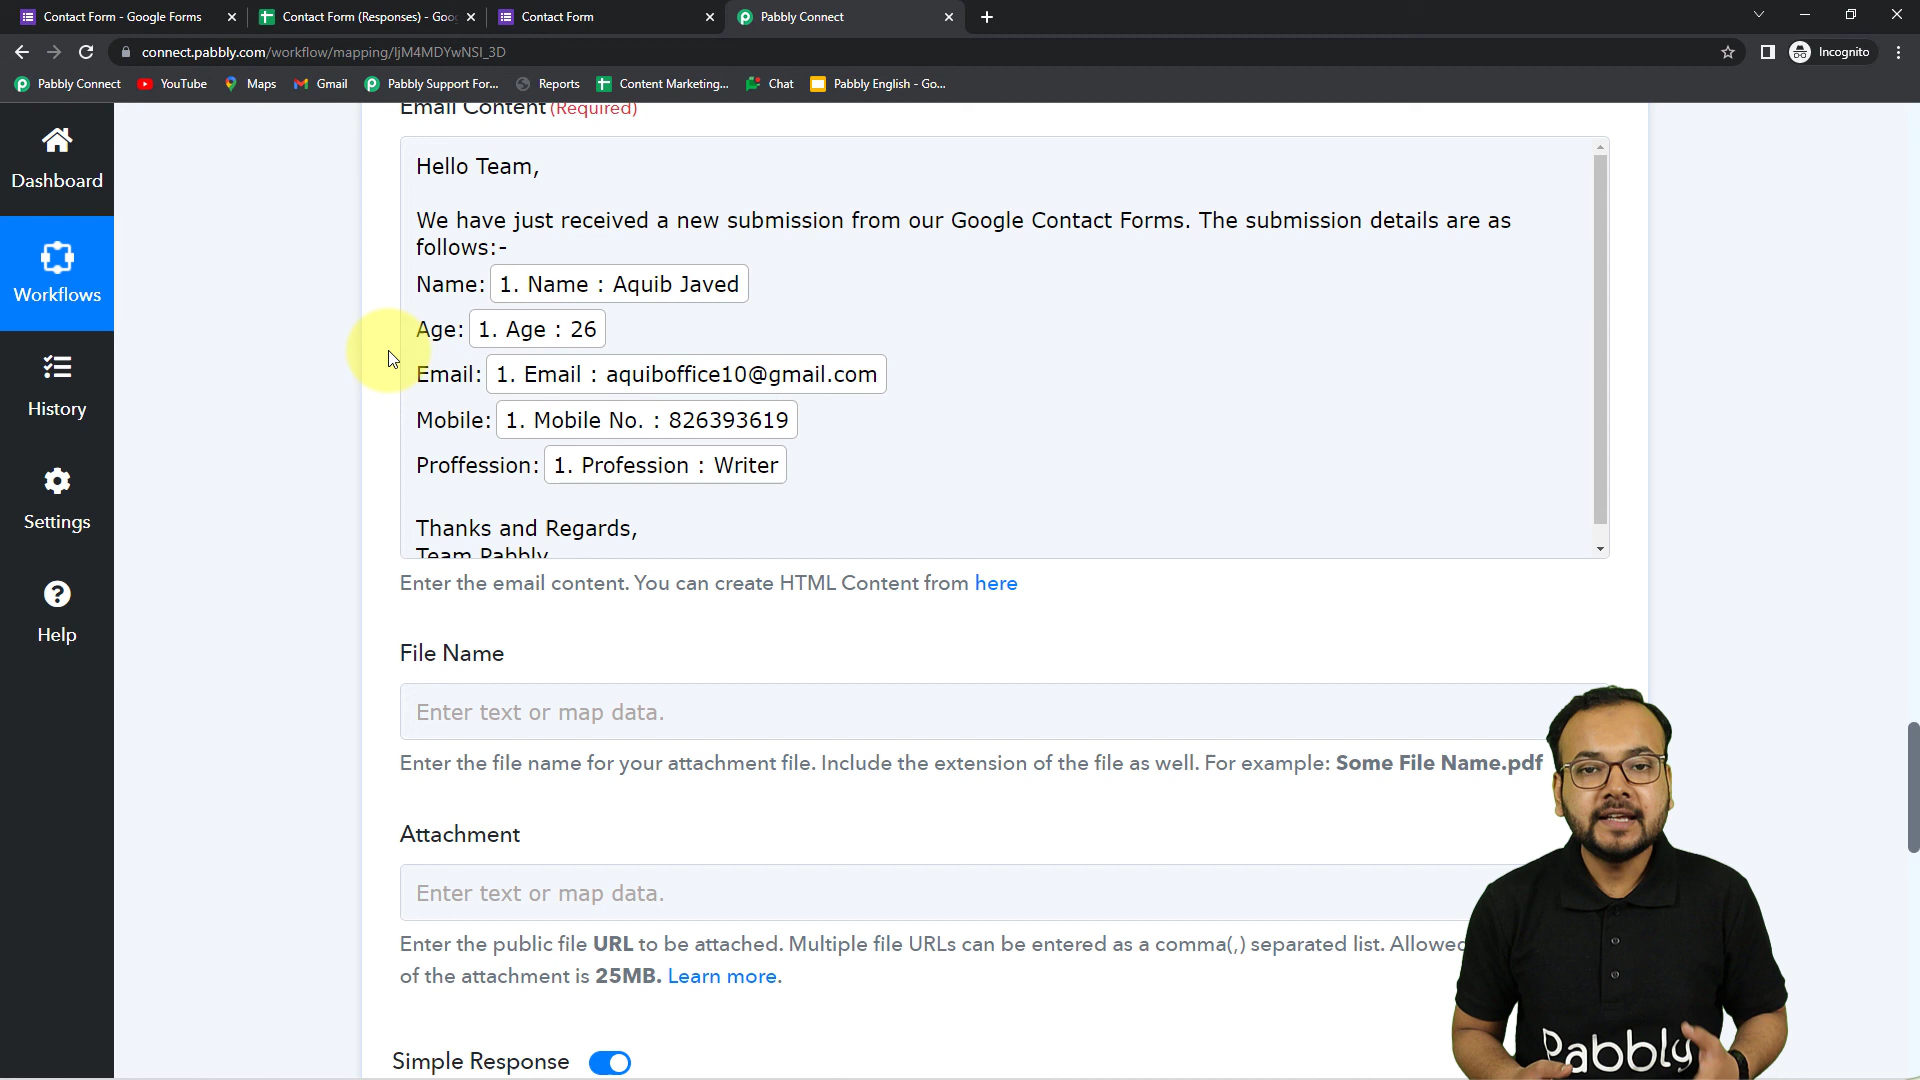 Contact Form - Google Forms
Contact Form (Responses) - Goo
Contact Form
Pabbly Connect
connect.pabbly.com/workflow/mapping/IjM4MDYwNSI_3D
Incognito
Pabbly Connect
YouTube
Maps
Gmail
Pabbly Support For...
Reports
Content Marketing...
Chat
Pabbly English - Go...
Dashboard
Workflows
History
Settings
Help
Email Content (Required)
Hello Team,
We have just received a new submission from our Google Contact Forms. The submission details are as
follows:-
Name: 1. Name : Aquib Javed
Age: 1. Age : 26
Email: 1. Email : aquiboffice10@gmail.com
Mobile: 1. Mobile No. : 826393619
Proffession: 1. Profession : Writer
Thanks and Regards,
Team Pabbly
Enter the email content. You can create HTML Content from here
File Name
Enter text or map data.
Enter the file name for your attachment file. Include the extension of the file as well. For example: Some File Name.pdf
Attachment
Enter text or map data.
Enter the public file URL to be attached. Multiple file URLs can be entered as a comma(,) separated list. Allowed
of the attachment is 25MB. Learn more.
Simple Response
Pabbly